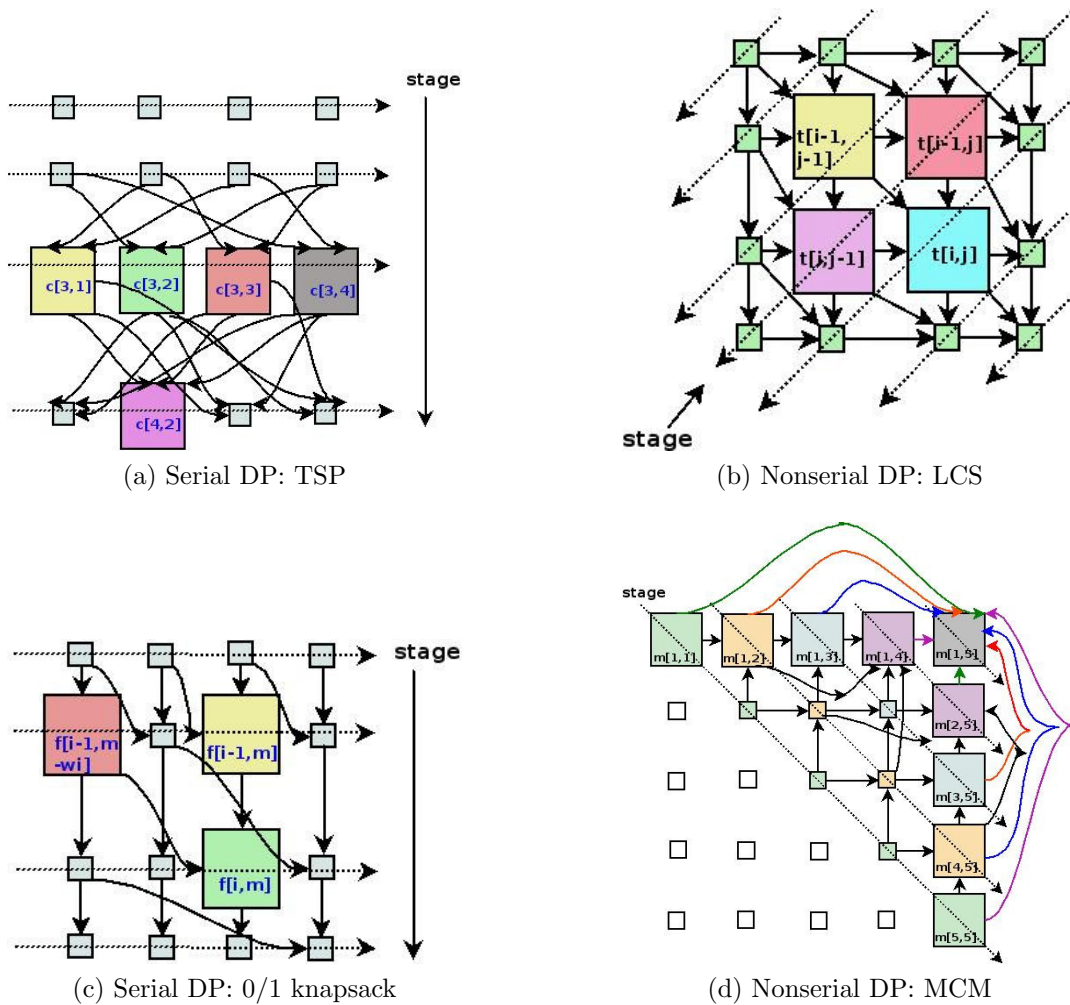 stage
c[3,1]
c[3,2]
c[3,3]
c[3,4]
c[4,2]
(a) Serial DP: TSP
t[i-1,
j-1]
t[i-1,j]
t[i,j-1]
t[i,j]
stage
(b) Nonserial DP: LCS
stage
f[i-1,m
-wi]
f[i-1,m]
f[i,m]
(c) Serial DP: 0/1 knapsack
stage
m[1,1]
m[1,2]
m[1,3]
m[1,4]
m[1,5]
m[2,5]
m[3,5]
m[4,5]
m[5,5]
(d) Nonserial DP: MCM